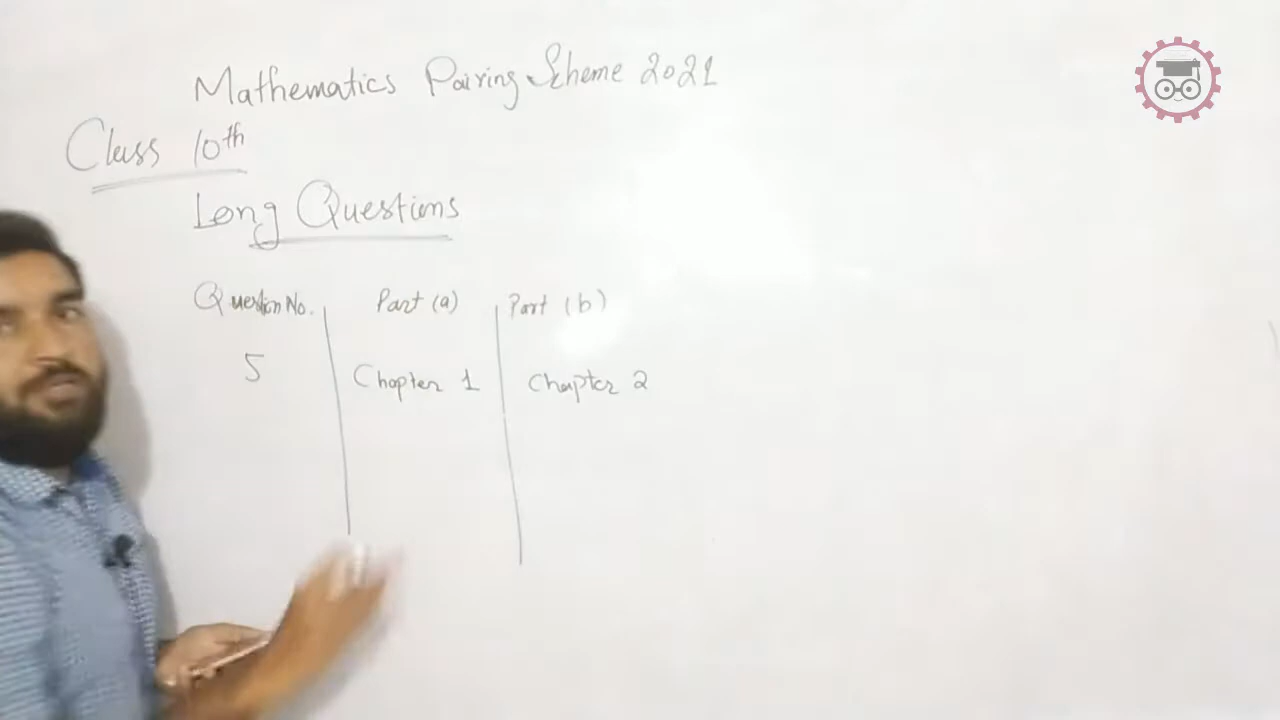 Mathematics Pairing Scheme 2021
Class 10th
Long Questions
Question No. Part (a) Part (b)
5 Chapter 1 Chapter 2